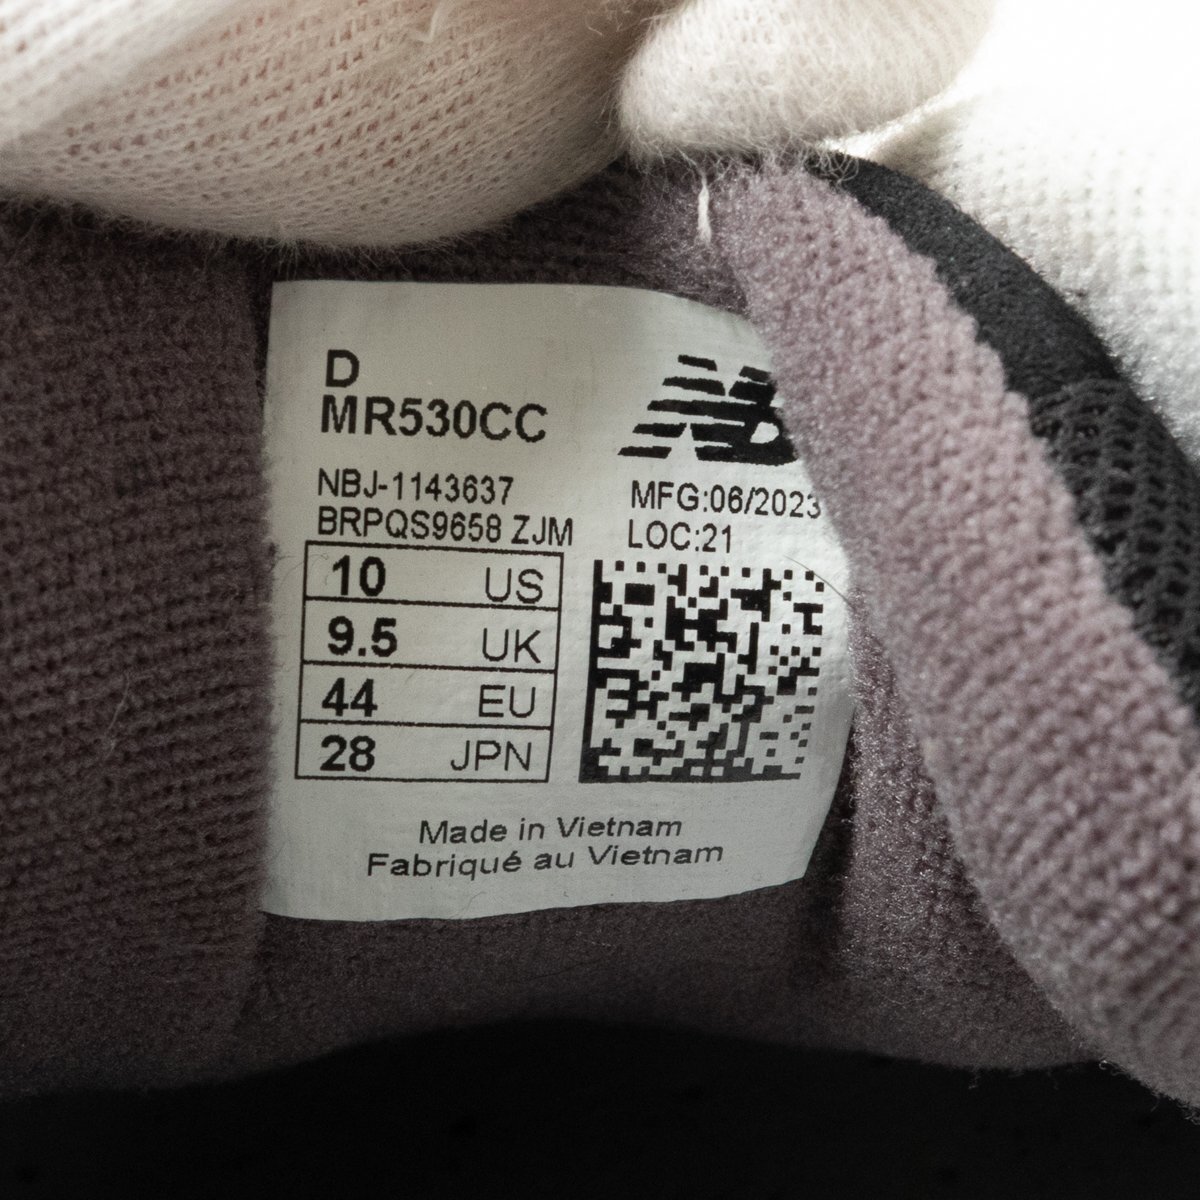 D
MR530CC
NB
NBJ-1143637
BRPQS9658 ZJM
MFG:06/2023
LOC:21
10 US
9.5 UK
44 EU
28 JPN
Made in Vietnam
Fabriqué au Vietnam